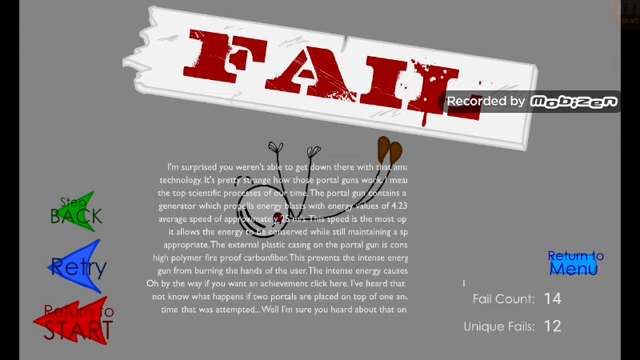 FAIL
Recorded by mobizen
I'm surprised you weren't able to get down there with that
technology. It's pretty strange how those portal guns work. I
the top scientific processes of our time. The portal gun contains a
generator which propells energy blasts with energy values of 4.23
average speed of approximately This speed is the most
it allows the energy to be conserved while still maintaining a
appropriate. The external plastic casing on the portal gun is
high polymer fire proof carbonfiber. This prevents the intense
gun from burning the hands of the user. The intense energy causes
Oh by the way if you want an achievement click here. I've heard that
not know what happens if two portals are placed on top of one
time that was attempted... Well I'm sure you heard about that
Step
BACK
Retry
Return to
START
Return to
Menu
Fail Count: 14
Unique Fails: 12